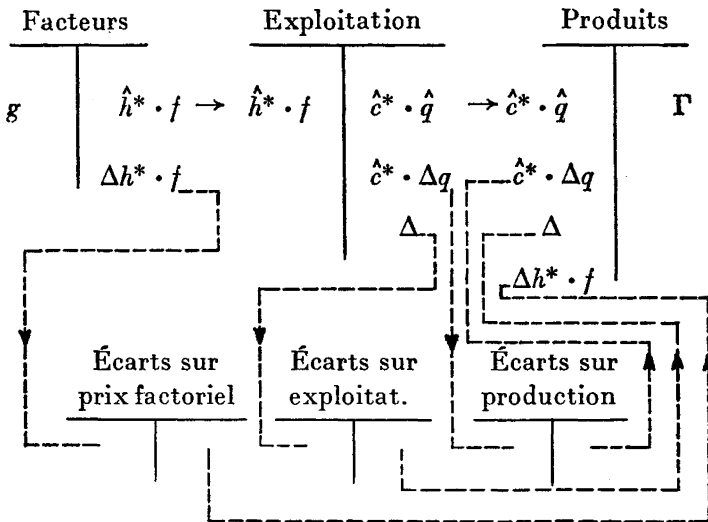 Facteurs Exploitation Produits
g ĥ* · f → ĥ* · f ĉ* · q̂ → ĉ* · q̂ Γ
Δh* · f ĉ* · Δq ĉ* · Δq
Δ Δ
Δh* · f
Écarts sur Écarts sur Écarts sur
prix factoriel exploitat. production